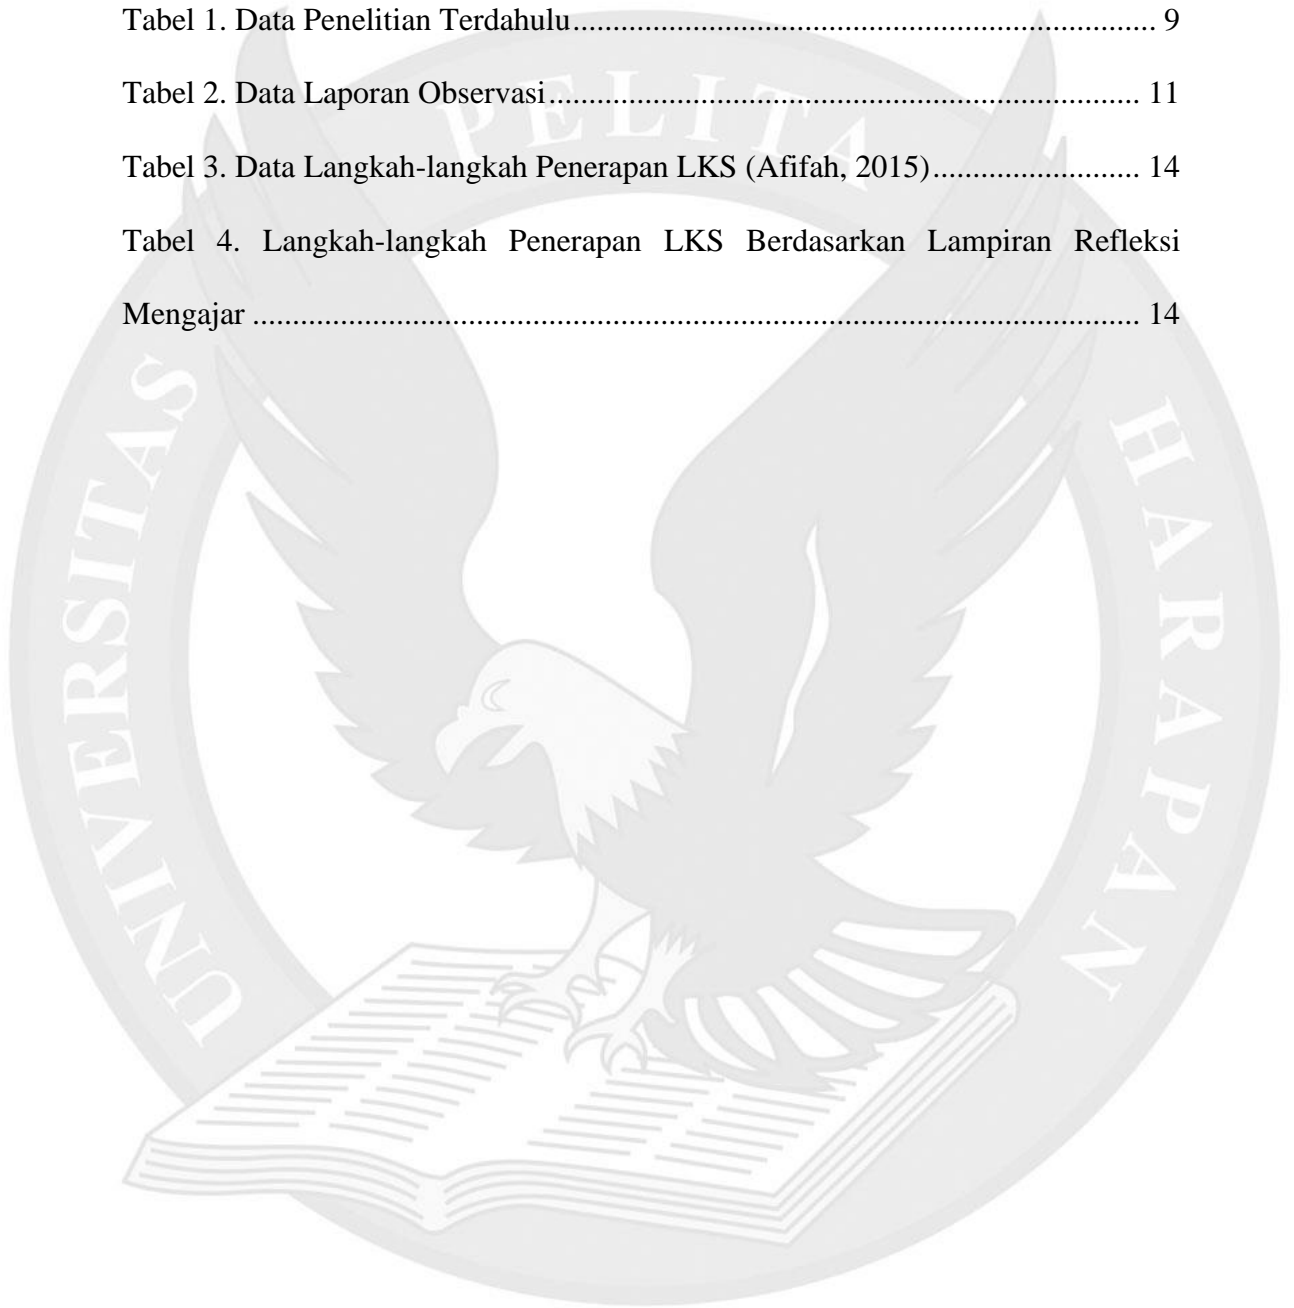 Tabel 1. Data Penelitian Terdahulu........................................................................ 9
Tabel 2. Data Laporan Observasi......................................................................... 11
Tabel 3. Data Langkah-langkah Penerapan LKS (Afifah, 2015).......................... 14
Tabel 4. Langkah-langkah Penerapan LKS Berdasarkan Lampiran Refleksi
Mengajar .............................................................................................................. 14
UNIVERSITAS PELITA HARAPAN